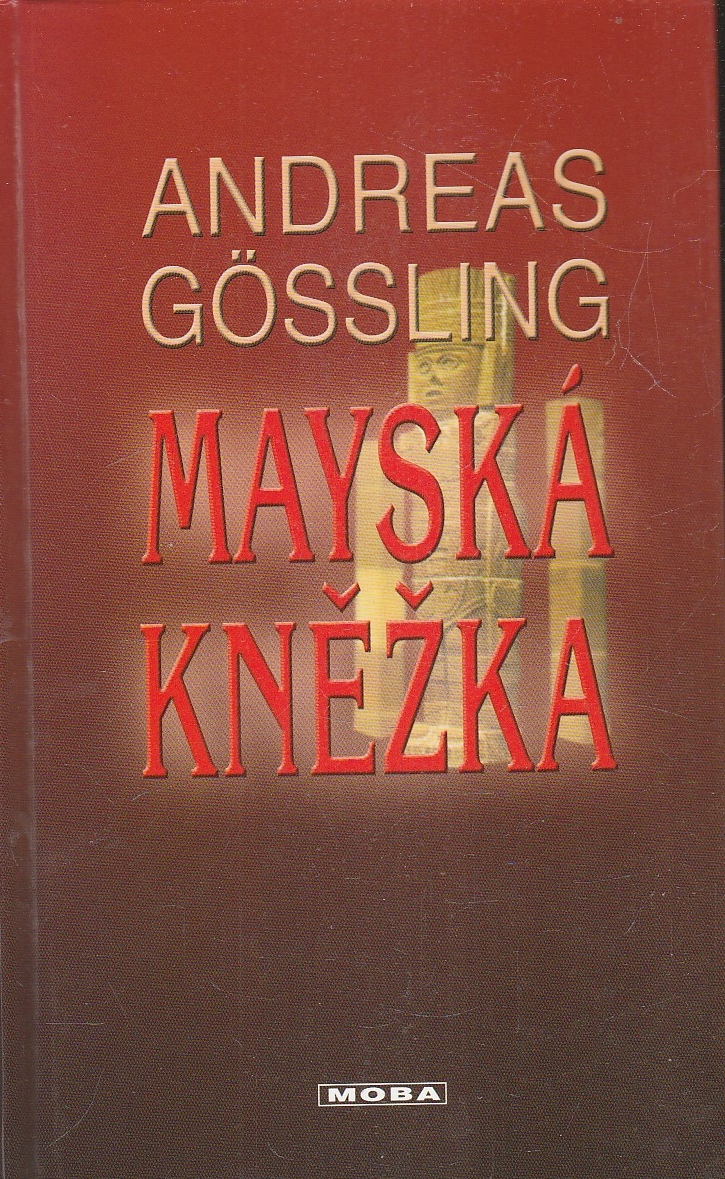 ANDREAS
GÖSSLING
MAYSKÁ
KNĚŽKA
MOBA